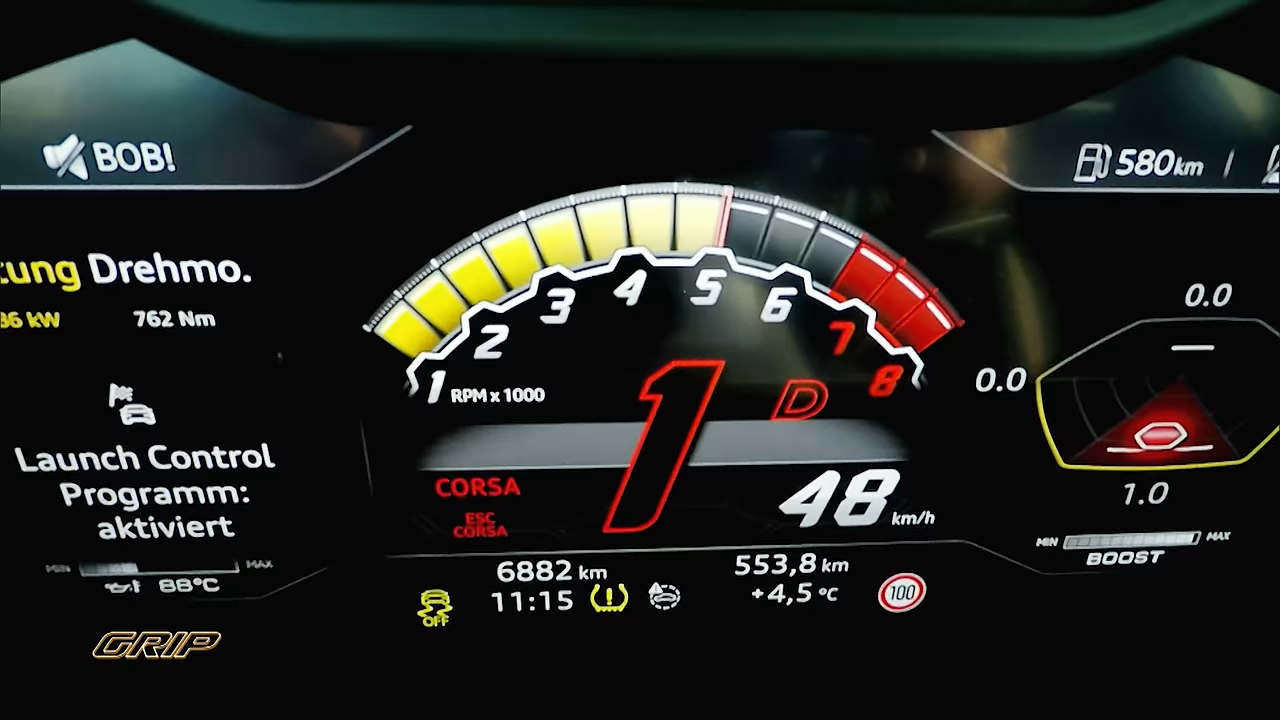 BOB!
580 km
tung Drehmo.
86 kW 762 Nm
1 2 3 4 5 6 7 8
RPM x 1000
Launch Control
Programm:
aktiviert
MIN MAX
88°C
1 D
CORSA
ESC
CORSA
48 km/h
6882 km
11:15
OFF
553,8 km
+4,5 °C
100
0.0
0.0
1.0
MIN MAX
BOOST
GRIP